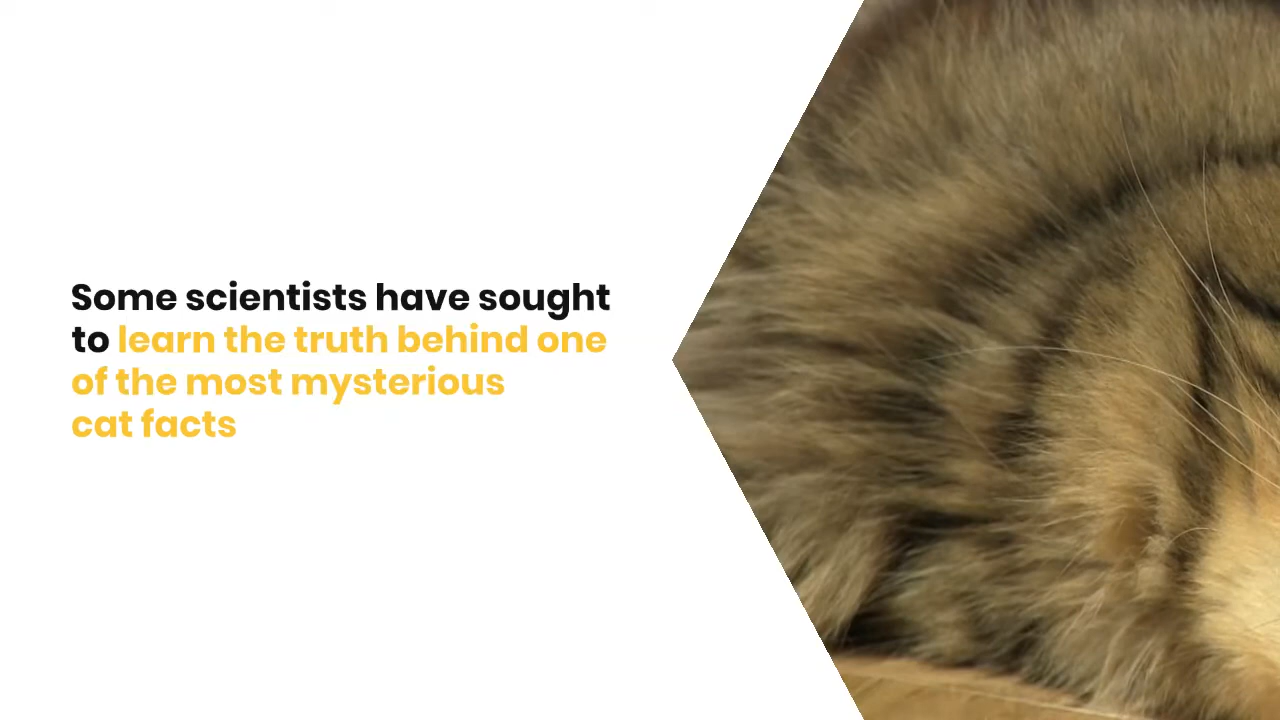 Some scientists have sought
to learn the truth behind one
of the most mysterious
cat facts